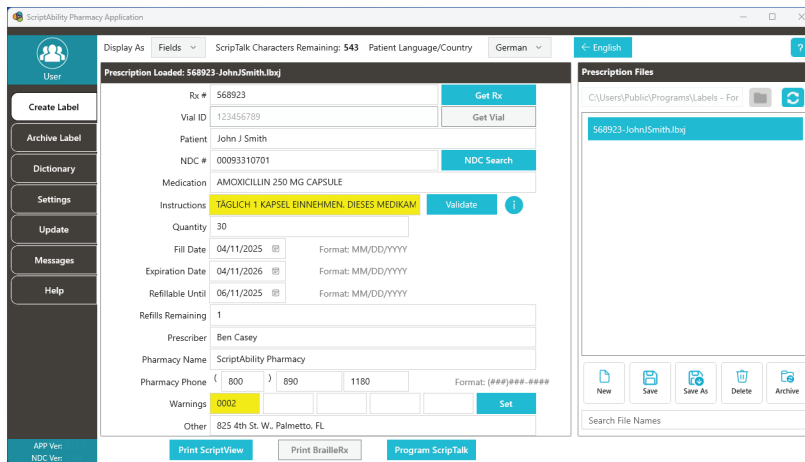 ScriptAbility Pharmacy Application
User
Create Label
Archive Label
Dictionary
Settings
Update
Messages
Help
APP Ver:
NDC Ver:
Display As Fields ScripTalk Characters Remaining: 543 Patient Language/Country German ← English ?
Prescription Loaded: 568923-JohnJSmith.lbxj
Rx # 568923 Get Rx
Vial ID 123456789 Get Vial
Patient John J Smith
NDC # 00093310701 NDC Search
Medication AMOXICILLIN 250 MG CAPSULE
Instructions TÄGLICH 1 KAPSEL EINNEHMEN. DIESES MEDIKAM Validate i
Quantity 30
Fill Date 04/11/2025 Format: MM/DD/YYYY
Expiration Date 04/11/2026 Format: MM/DD/YYYY
Refillable Until 06/11/2025 Format: MM/DD/YYYY
Refills Remaining 1
Prescriber Ben Casey
Pharmacy Name ScriptAbility Pharmacy
Pharmacy Phone ( 800 ) 890 1180 Format: (###)###-####
Warnings 0002 Set
Other 825 4th St. W., Palmetto, FL
Print ScriptView Print BrailleRx Program ScripTalk
Prescription Files
C:\Users\Public\Programs\Labels - For
568923-JohnJSmith.lbxj
New Save Save As Delete Archive
Search File Names